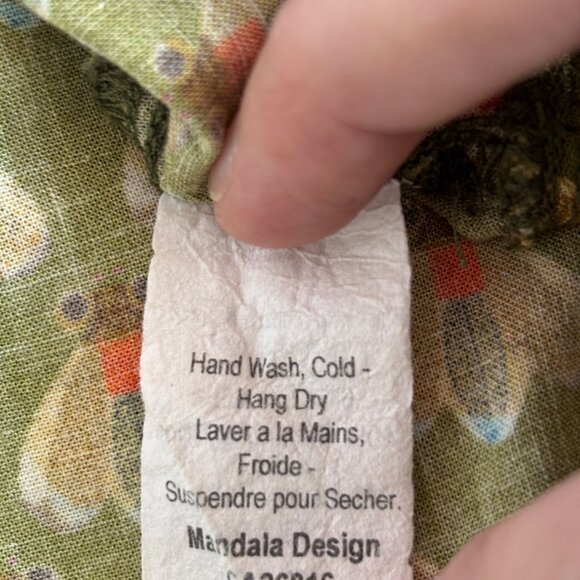 Hand Wash, Cold -
Hang Dry
Laver a la Mains,
Froide -
Suspendre pour Secher.
Mandala Design